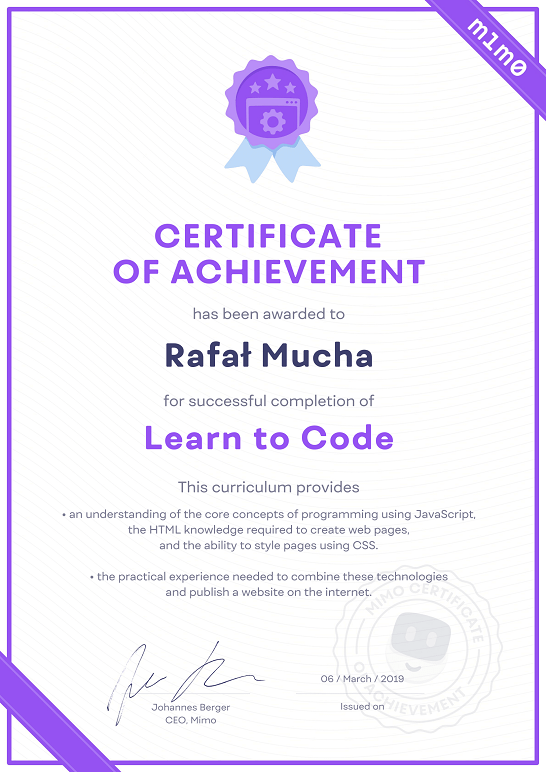 m1m0
CERTIFICATE
OF ACHIEVEMENT
has been awarded to
Rafał Mucha
for successful completion of
Learn to Code
This curriculum provides
• an understanding of the core concepts of programming using JavaScript,
the HTML knowledge required to create web pages,
and the ability to style pages using CSS.
• the practical experience needed to combine these technologies
and publish a website on the internet.
MIMO CERTIFICATE
O ACHIEVEMENT
06 / March / 2019
Johannes Berger
CEO, Mimo
Issued on